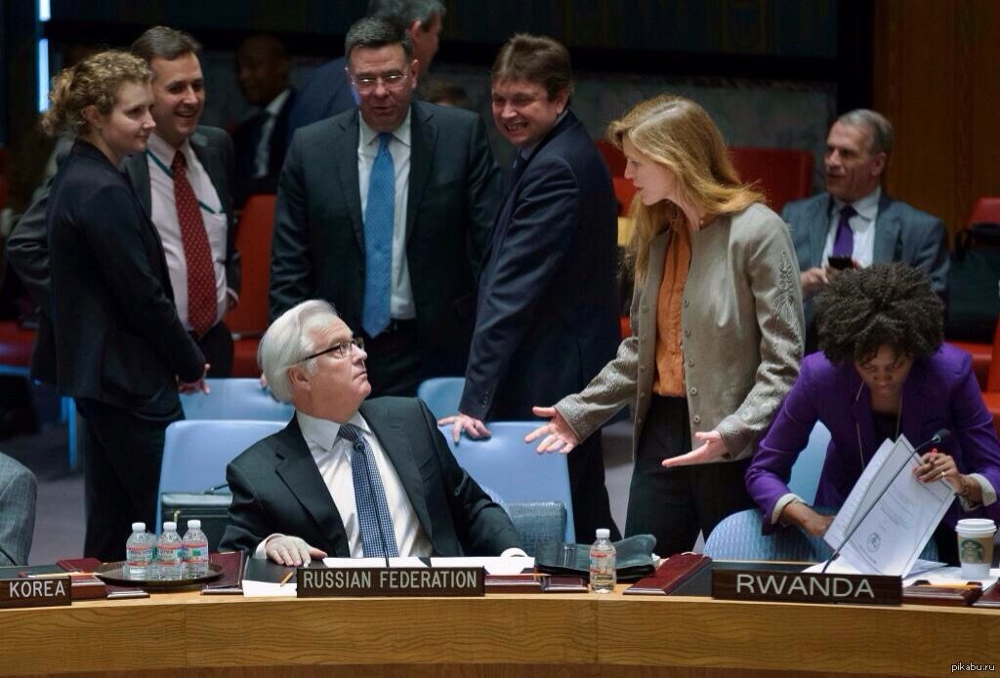 KOREA
RUSSIAN FEDERATION
RWANDA
pikabu.ru